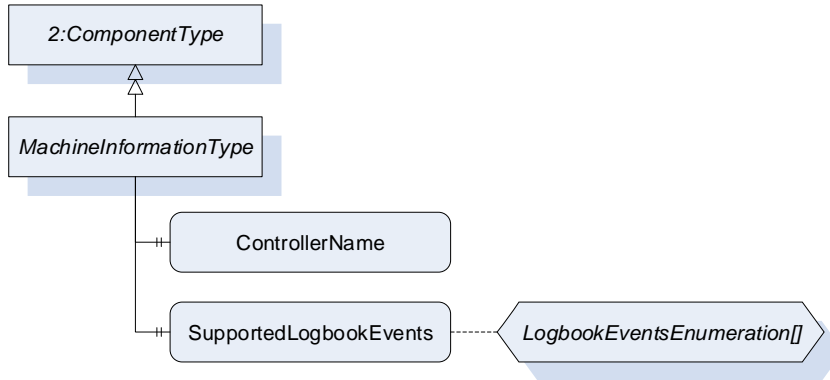 2:ComponentType
MachineInformationType
ControllerName
SupportedLogbookEvents
LogbookEventsEnumeration[]